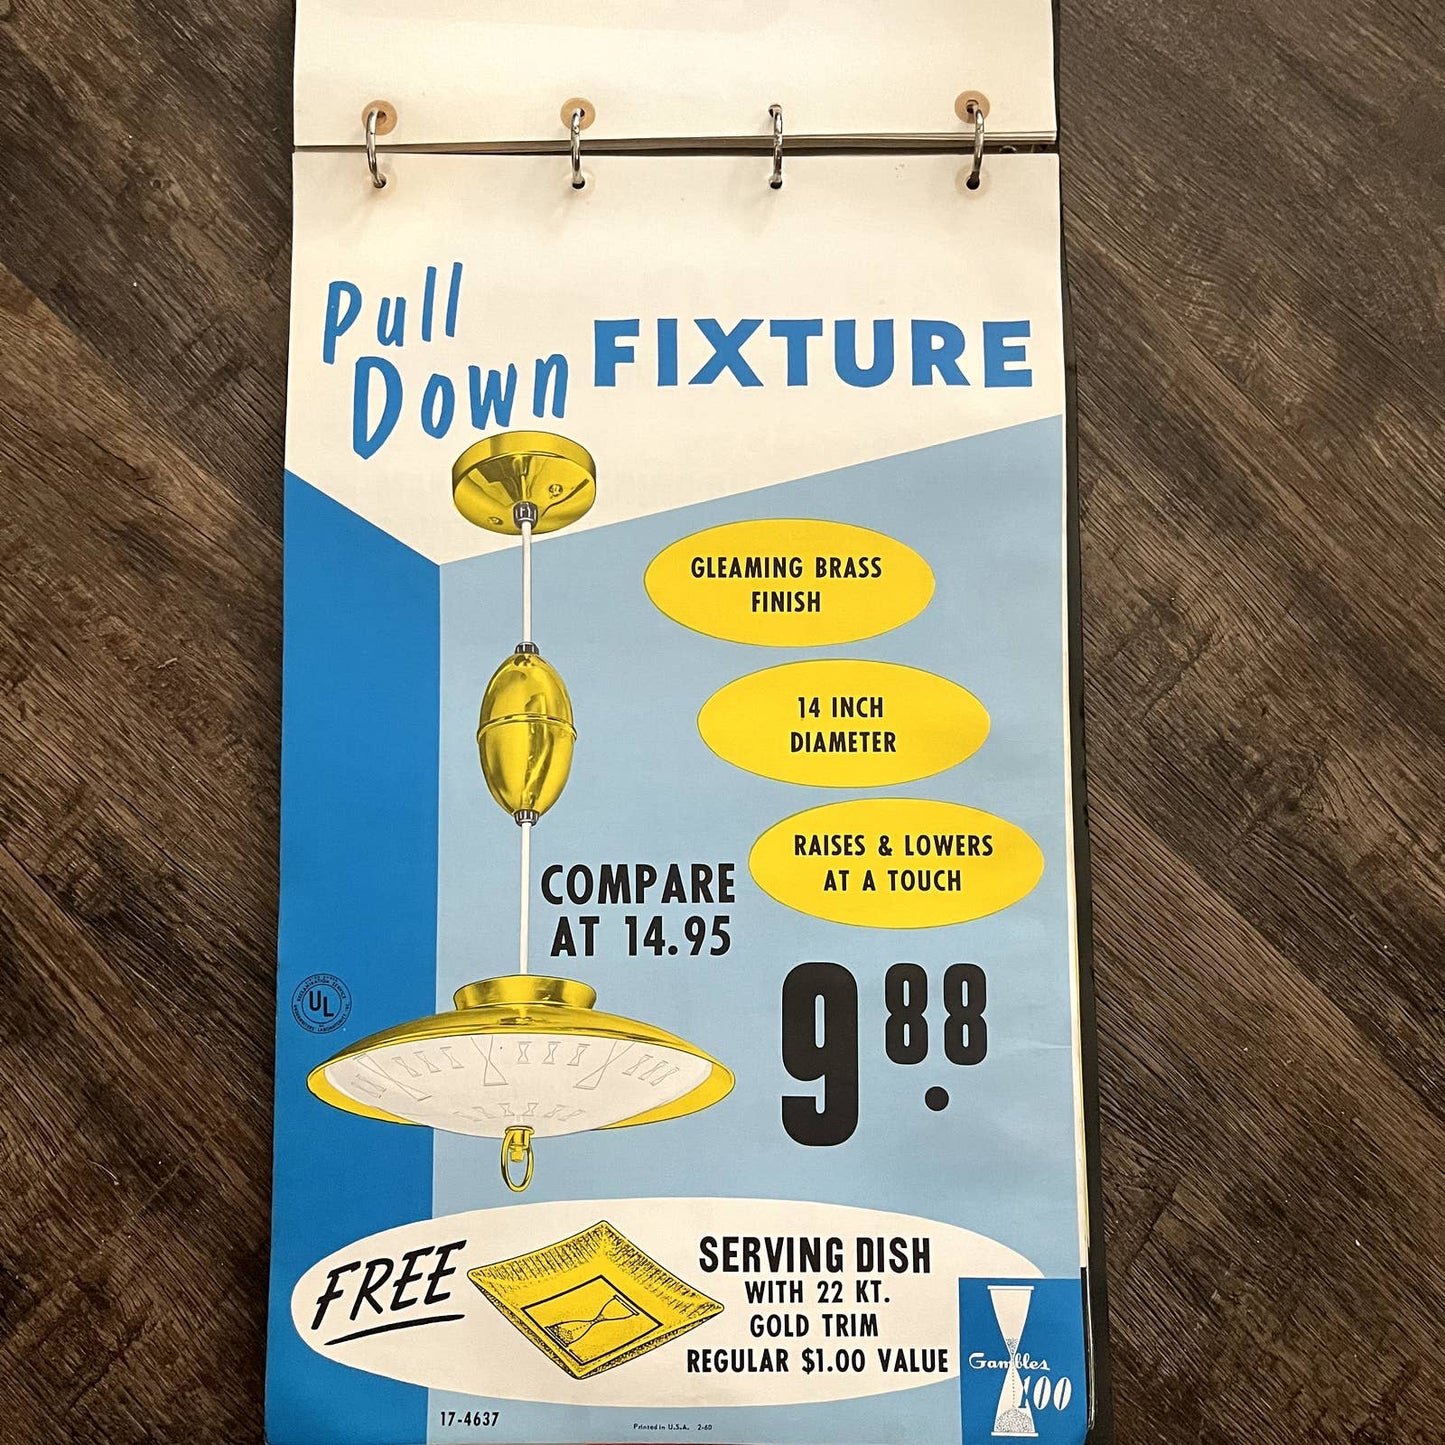 Pull
Down FIXTURE
GLEAMING BRASS
FINISH
14 INCH
DIAMETER
RAISES & LOWERS
AT A TOUCH
COMPARE
AT 14.95
9.88
UL
FREE
SERVING DISH
WITH 22 KT.
GOLD TRIM
REGULAR $1.00 VALUE
Gambles
100
17-4637
Printed in U.S.A. 2-60